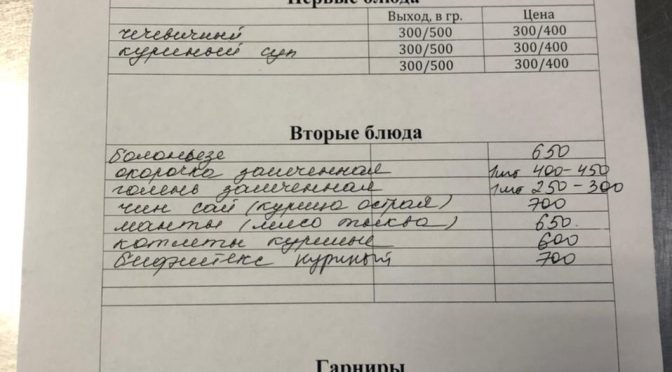 Первые блюда
Выход, в гр. Цена
чечевичный 300/500 300/400
куриный суп 300/500 300/400
300/500 300/400
Вторые блюда
болоньезе 650
окорочка запеченная 1шт 400-450
голень запеченная 1шт 250-300
чин сай (курица острая) 700
манты (мясо тыква) 650.
котлеты куриные 600
бифштекс куриный 700
Гарниры